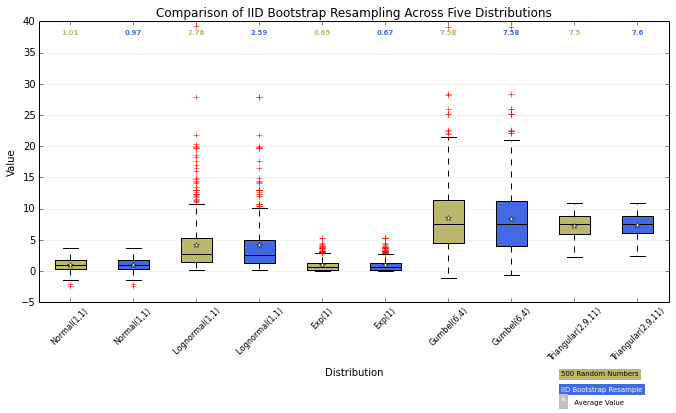 Comparison of IID Bootstrap Resampling Across Five Distributions
40
35
30
25
20
15
10
5
0
−5
Value
1.01 0.97 2.76 2.59 0.65 0.67 7.58 7.58 7.5 7.6
Normal(1,1) Normal(1,1) Lognormal(1,1) Lognormal(1,1) Exp(1) Exp(1) Gumbel(6,4) Gumbel(6,4) Triangular(2,9,11) Triangular(2,9,11)
Distribution
500 Random Numbers
IID Bootstrap Resample
* Average Value